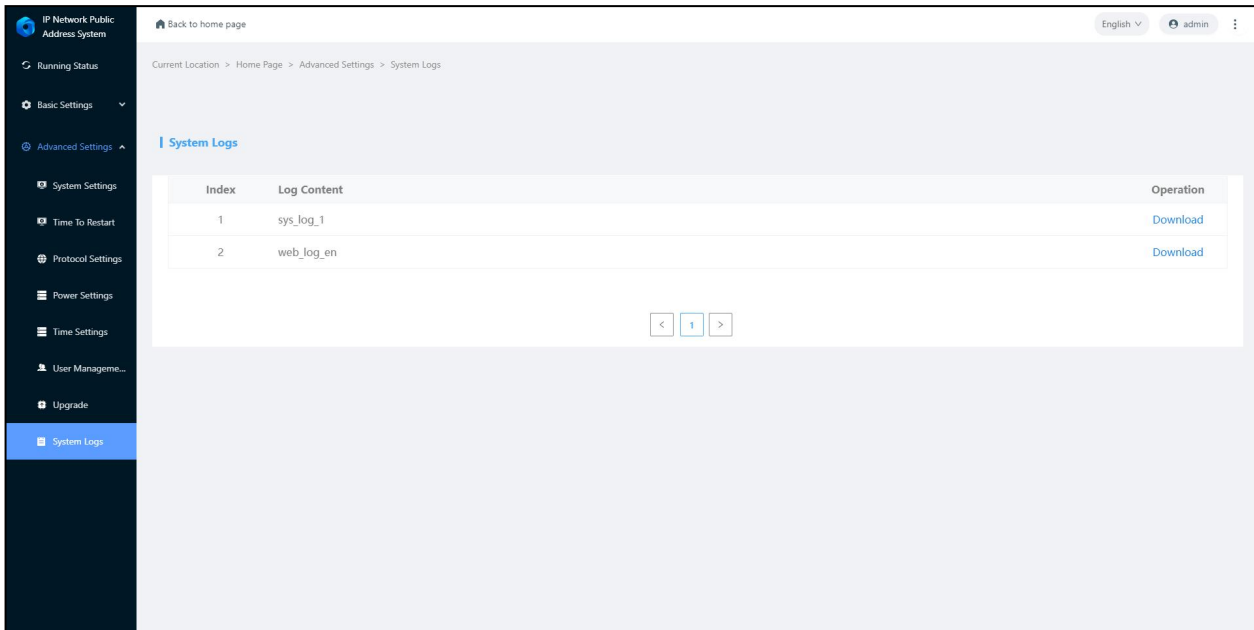 IP Network Public
Address System
Back to home page
English
admin
Running Status
Current Location > Home Page > Advanced Settings > System Logs
Basic Settings
Advanced Settings
System Logs
System Settings
Index Log Content Operation
1 sys_log_1 Download
Time To Restart
2 web_log_en Download
Protocol Settings
Power Settings
< 1 >
Time Settings
User Manageme...
Upgrade
System Logs